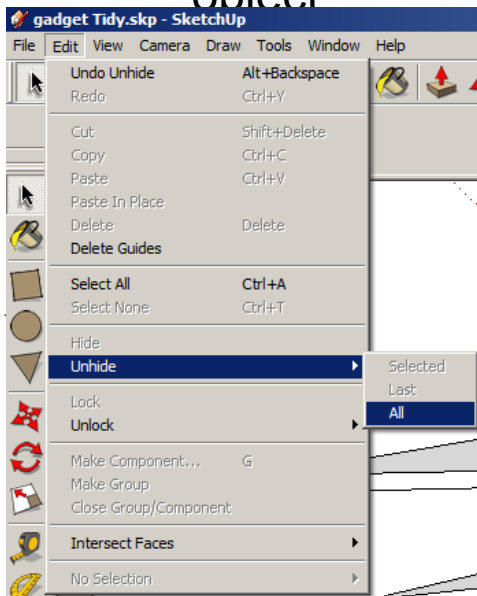 object
gadget Tidy.skp - SketchUp
File Edit View Camera Draw Tools Window Help
Undo Unhide Alt+Backspace
Redo Ctrl+Y
Cut Shift+Delete
Copy Ctrl+C
Paste Ctrl+V
Paste In Place
Delete Delete
Delete Guides
Select All Ctrl+A
Select None Ctrl+T
Hide
Unhide
Selected
Last
All
Lock
Unlock
Make Component... G
Make Group
Close Group/Component
Intersect Faces
No Selection